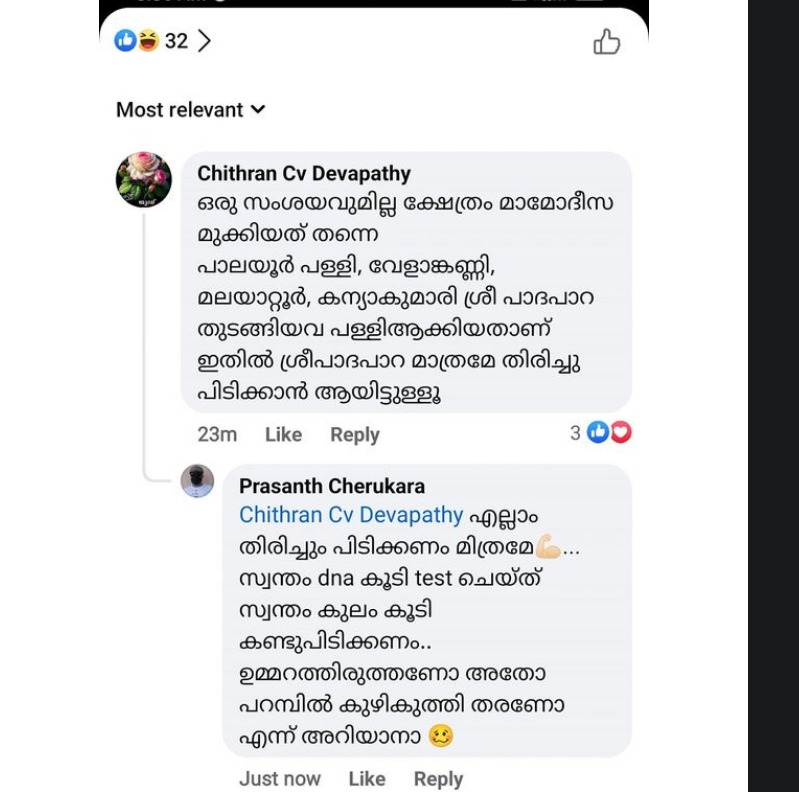 32
Most relevant
Chithran Cv Devapathy
ഒരു സംശയവുമില്ല ക്ഷേത്രം മാമോദീസ
മുക്കിയത് തന്നെ
പാലയൂർ പള്ളി, വേളാങ്കണ്ണി,
മലയാറ്റൂർ, കന്യാകുമാരി ശ്രീ പാദപാറ
തുടങ്ങിയവ പള്ളിആക്കിയതാണ്
ഇതിൽ ശ്രീപാദപാറ മാത്രമേ തിരിച്ചു
പിടിക്കാൻ ആയിട്ടുള്ളൂ
23m Like Reply 3
Prasanth Cherukara
Chithran Cv Devapathy എല്ലാം
തിരിച്ചും പിടിക്കണം മിത്രമേ💪🏻...
സ്വന്തം dna കൂടി test ചെയ്ത്
സ്വന്തം കുലം കൂടി
കണ്ടുപിടിക്കണം..
ഉമ്മറത്തിരുത്തണോ അതോ
പറമ്പിൽ കുഴികുത്തി തരണോ
എന്ന് അറിയാനാ 🥴
Just now Like Reply